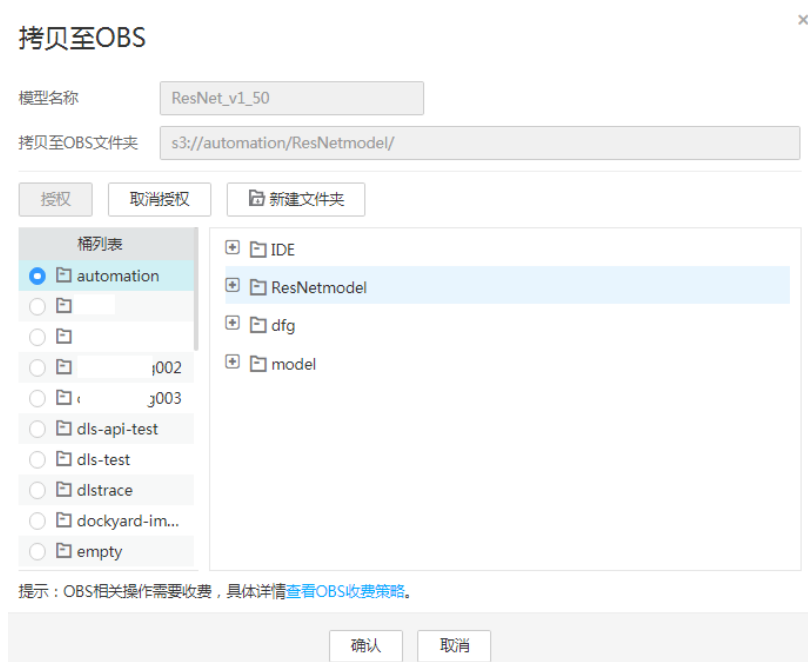 拷贝至OBS
模型名称 ResNet_v1_50
拷贝至OBS文件夹 s3://automation/ResNetmodel/
授权 取消授权 新建文件夹
桶列表
automation
002
003
dls-api-test
dls-test
dlstrace
dockyard-im...
empty
IDE
ResNetmodel
dfg
model
提示：OBS相关操作需要收费，具体详情查看OBS收费策略。
确认 取消